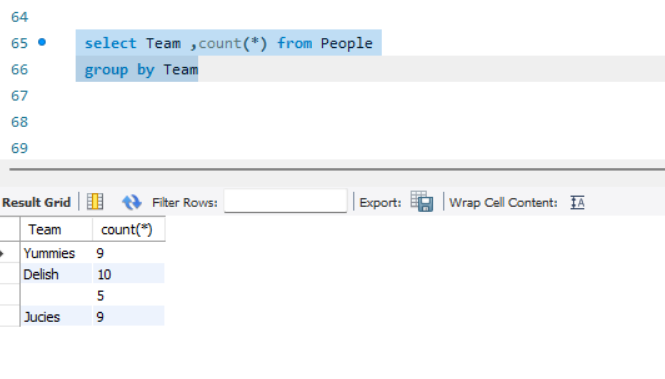 64
65 select Team ,count(*) from People
66 group by Team
67
68
69
Result Grid Filter Rows: Export: Wrap Cell Content: IA
Team count(*)
Yummies 9
Delish 10
5
Jucies 9